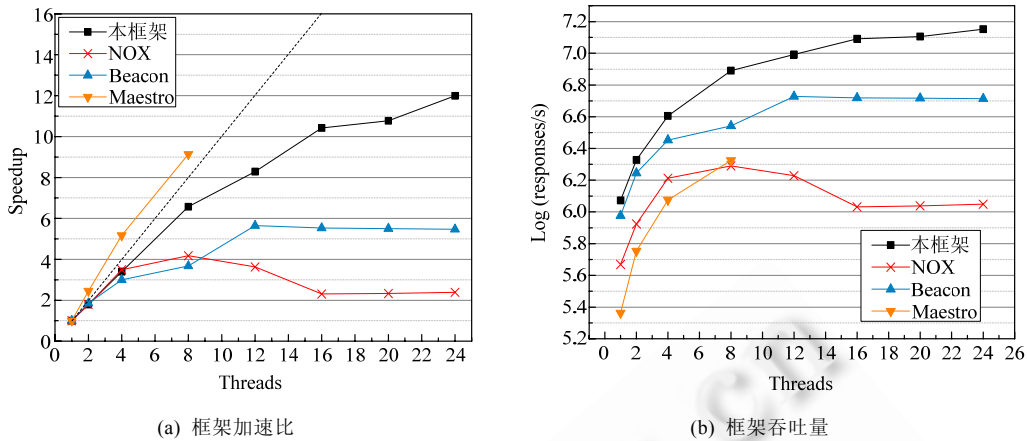 16
14
12
10
8
6
4
2
0
Speedup
本框架
NOX
Beacon
Maestro
0 2 4 6 8 10 12 14 16 18 20 22 24
Threads
(a) 框架加速比
7.2
7.0
6.8
6.6
6.4
6.2
6.0
5.8
5.6
5.4
5.2
Log (responses/s)
本框架
NOX
Beacon
Maestro
0 2 4 6 8 10 12 14 16 18 20 22 24 26
Threads
(b) 框架吞吐量